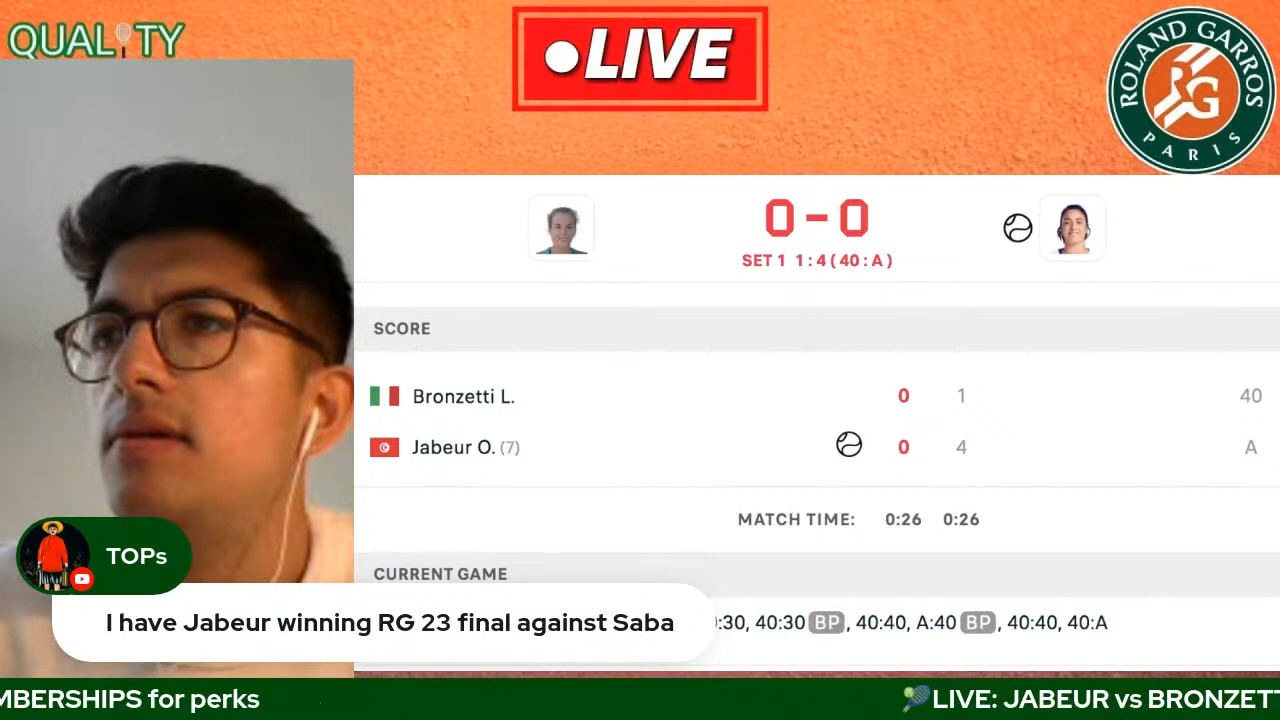 QUALITY
LIVE
ROLAND GARROS
RG
PARIS
0 - 0
SET 1 1 : 4 ( 40 : A )
SCORE
Bronzetti L. 0 1 40
Jabeur O. (7) 0 4 A
MATCH TIME: 0:26 0:26
CURRENT GAME
TOPs
I have Jabeur winning RG 23 final against Saba
:30, 40:30 BP, 40:40, A:40 BP, 40:40, 40:A
MBERSHIPS for perks
LIVE: JABEUR vs BRONZET